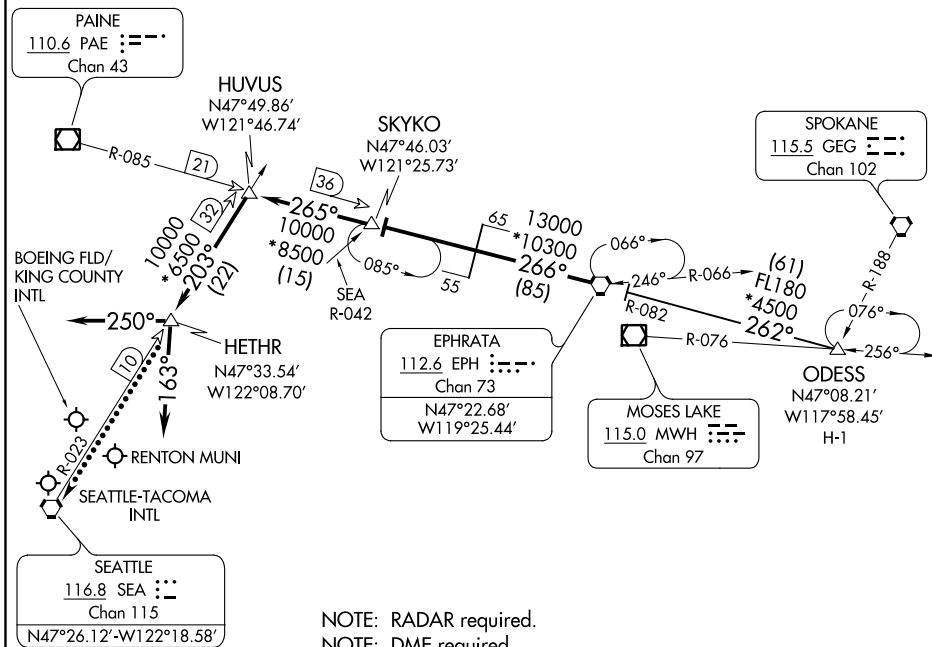 PAINE
110.6 PAE
Chan 43
HUVUS
N47°49.86′
W121°46.74′
SKYKO
N47°46.03′
W121°25.73′
SPOKANE
115.5 GEG
Chan 102
R-085
21
36
265°
10000
*8500
(15)
085°
SEA
R-042
65
55
13000
*10300
266°
(85)
066°
246°
R-066
(61)
FL180
*4500
262°
R-082
R-076
R-188
076°
256°
ODESS
N47°08.21′
W117°58.45′
H-1
32
10000
*6500
203°
(22)
BOEING FLD/
KING COUNTY
INTL
250°
HETHR
N47°33.54′
W122°08.70′
163°
10
R-023
RENTON MUNI
SEATTLE-TACOMA
INTL
EPHRATA
112.6 EPH
Chan 73
N47°22.68′
W119°25.44′
MOSES LAKE
115.0 MWH
Chan 97
SEATTLE
116.8 SEA
Chan 115
N47°26.12′-W122°18.58′
NOTE: RADAR required.
NOTE: DME required.